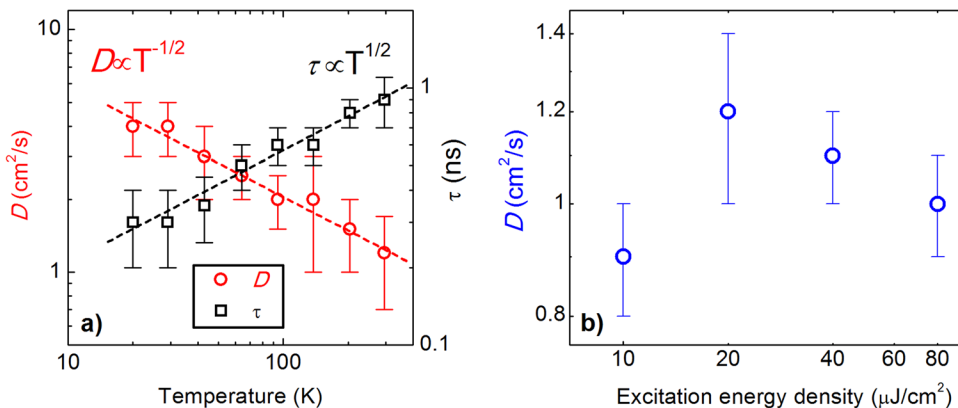 10
D∝T-1/2
τ ∝T1/2
1
D (cm2/s)
τ (ns)
1
D
τ
a)
0.1
10
100
Temperature (K)
1.4
1.2
1
0.8
D (cm2/s)
b)
10
20
40
60
80
Excitation energy density (μJ/cm2)